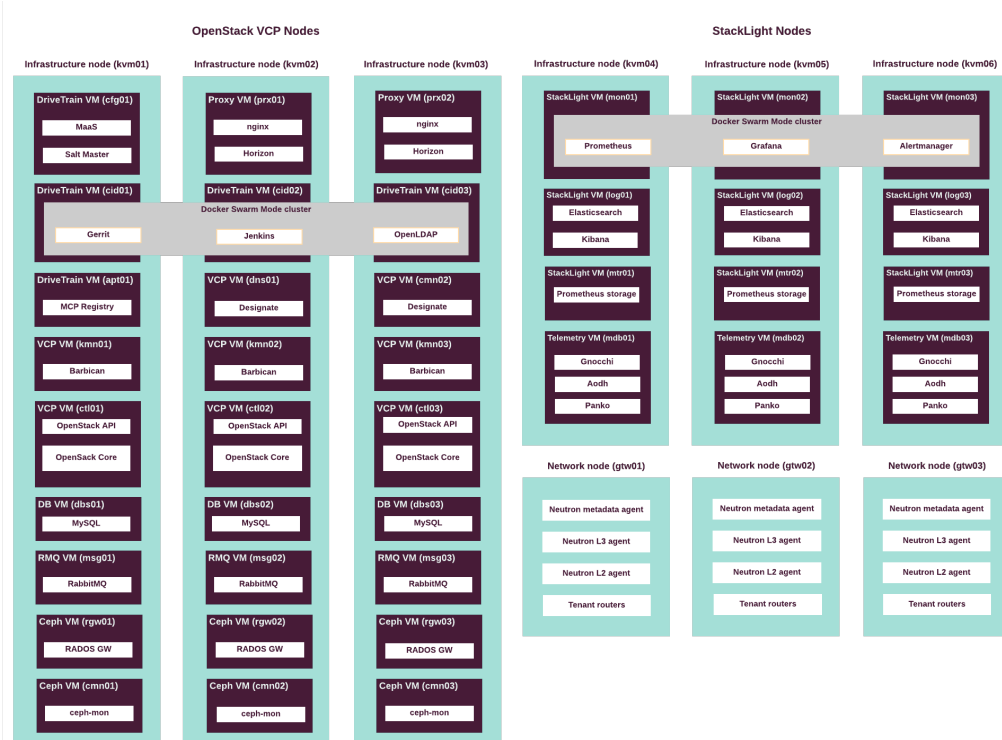 OpenStack VCP Nodes
Infrastructure node (kvm01)
DriveTrain VM (cfg01)
MaaS
Salt Master
DriveTrain VM (cid01)
Gerrit
DriveTrain VM (apt01)
MCP Registry
VCP VM (kmn01)
Barbican
VCP VM (ctl01)
OpenStack API
OpenSack Core
DB VM (dbs01)
MySQL
RMQ VM (msg01)
RabbitMQ
Ceph VM (rgw01)
RADOS GW
Ceph VM (cmn01)
ceph-mon
Infrastructure node (kvm02)
Proxy VM (prx01)
nginx
Horizon
DriveTrain VM (cid02)
Docker Swarm Mode cluster
Jenkins
VCP VM (dns01)
Designate
VCP VM (kmn02)
Barbican
VCP VM (ctl02)
OpenStack API
OpenStack Core
DB VM (dbs02)
MySQL
RMQ VM (msg02)
RabbitMQ
Ceph VM (rgw02)
RADOS GW
Ceph VM (cmn02)
ceph-mon
Infrastructure node (kvm03)
Proxy VM (prx02)
nginx
Horizon
DriveTrain VM (cid03)
OpenLDAP
VCP VM (cmn02)
Designate
VCP VM (kmn03)
Barbican
VCP VM (ctl03)
OpenStack API
OpenStack Core
DB VM (dbs03)
MySQL
RMQ VM (msg03)
RabbitMQ
Ceph VM (rgw03)
RADOS GW
Ceph VM (cmn03)
ceph-mon
StackLight Nodes
Infrastructure node (kvm04)
StackLight VM (mon01)
Prometheus
StackLight VM (log01)
Elasticsearch
Kibana
StackLight VM (mtr01)
Prometheus storage
Telemetry VM (mdb01)
Gnocchi
Aodh
Panko
Infrastructure node (kvm05)
StackLight VM (mon02)
Docker Swarm Mode cluster
Grafana
StackLight VM (log02)
Elasticsearch
Kibana
StackLight VM (mtr02)
Prometheus storage
Telemetry VM (mdb02)
Gnocchi
Aodh
Panko
Infrastructure node (kvm06)
StackLight VM (mon03)
Alertmanager
StackLight VM (log03)
Elasticsearch
Kibana
StackLight VM (mtr03)
Prometheus storage
Telemetry VM (mdb03)
Gnocchi
Aodh
Panko
Network node (gtw01)
Neutron metadata agent
Neutron L3 agent
Neutron L2 agent
Tenant routers
Network node (gtw02)
Neutron metadata agent
Neutron L3 agent
Neutron L2 agent
Tenant routers
Network node (gtw03)
Neutron metadata agent
Neutron L3 agent
Neutron L2 agent
Tenant routers